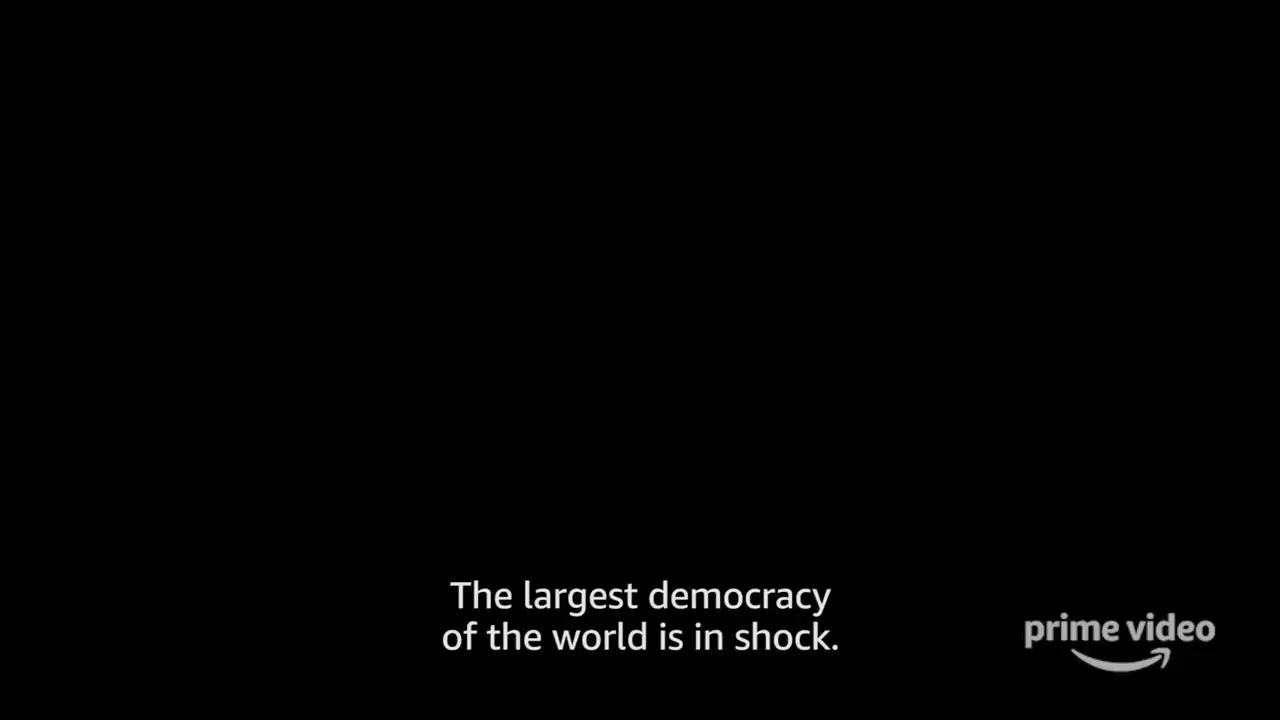 The largest democracy
of the world is in shock.
prime video